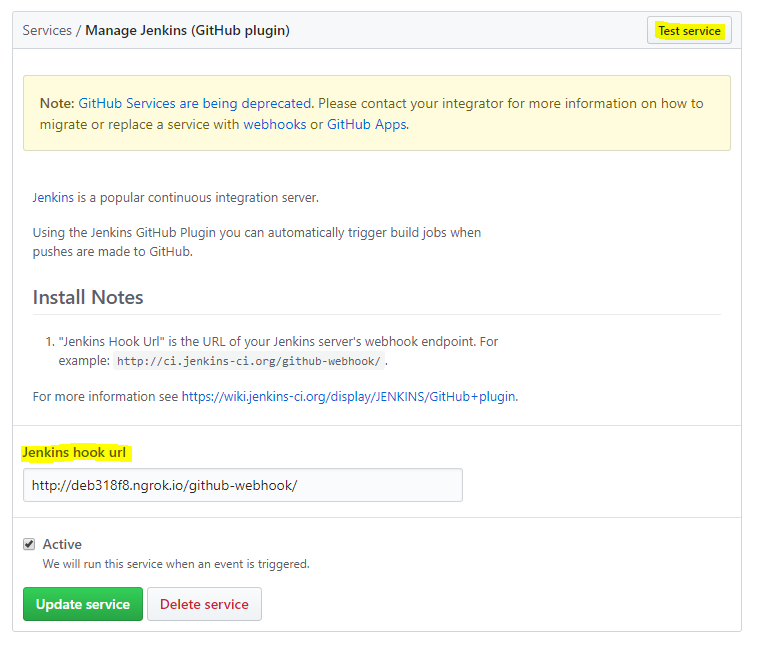 Services / Manage Jenkins (GitHub plugin)
Test service
Note: GitHub Services are being deprecated. Please contact your integrator for more information on how to
migrate or replace a service with webhooks or GitHub Apps.
Jenkins is a popular continuous integration server.
Using the Jenkins GitHub Plugin you can automatically trigger build jobs when
pushes are made to GitHub.
Install Notes
1. "Jenkins Hook Url" is the URL of your Jenkins server's webhook endpoint. For
example: http://ci.jenkins-ci.org/github-webhook/ .
For more information see https://wiki.jenkins-ci.org/display/JENKINS/GitHub+plugin.
Jenkins hook url
http://deb318f8.ngrok.io/github-webhook/
Active
We will run this service when an event is triggered.
Update service
Delete service